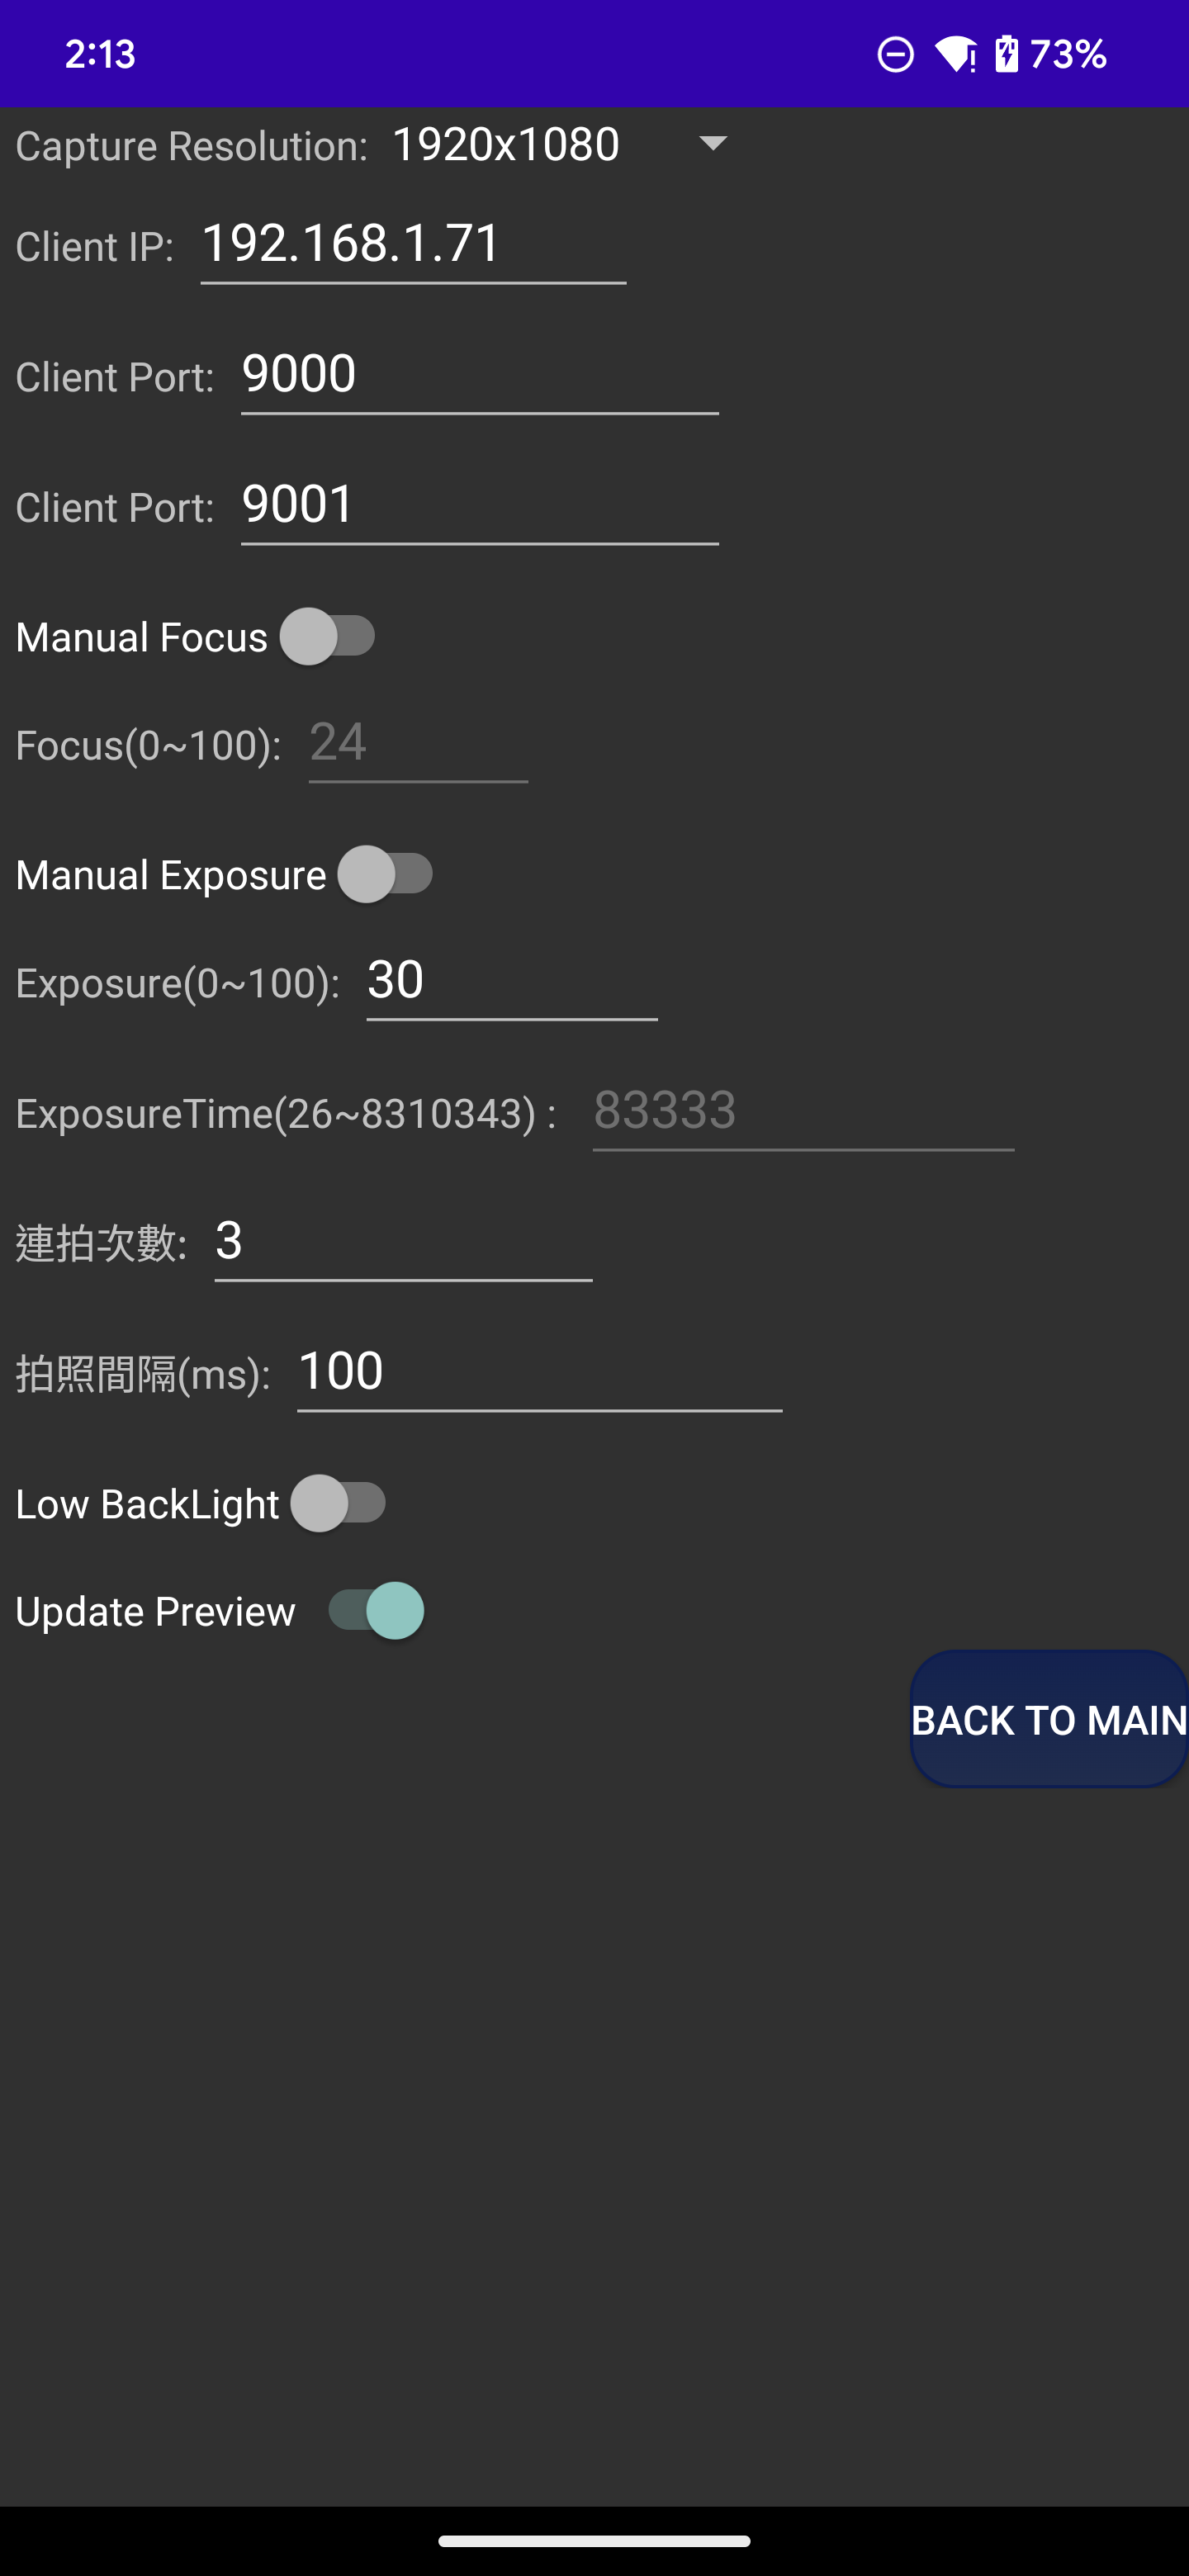 2:13 73%
Capture Resolution: 1920x1080
Client IP: 192.168.1.71
Client Port: 9000
Client Port: 9001
Manual Focus
Focus(0~100): 24
Manual Exposure
Exposure(0~100): 30
ExposureTime(26~8310343) : 83333
連拍次數: 3
拍照間隔(ms): 100
Low BackLight
Update Preview
BACK TO MAIN